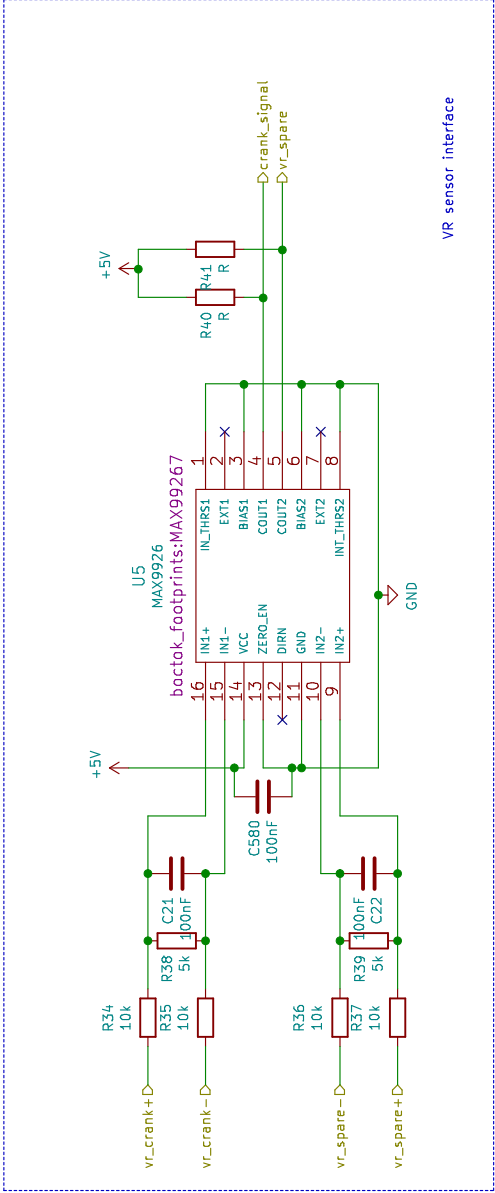 VR sensor interface
crank_signal
vr_spare
+5V
R41
R
R40
R
1
2
3
4
5
6
7
8
IN_THRS1
EXT1
BIAS1
COUT1
COUT2
BIAS2
EXT2
INT_THRS2
U5
MAX9926
bactak_footprints:MAX99267
GND
IN1+
IN1-
VCC
ZERO_EN
DIRN
GND
IN2-
IN2+
16
15
14
13
12
11
10
9
+5V
C580
100nF
C21
100nF
C22
100nF
R38
5k
R39
5k
R34
10k
R35
10k
R36
10k
R37
10k
vr_crank+
vr_crank-
vr_spare-
vr_spare+